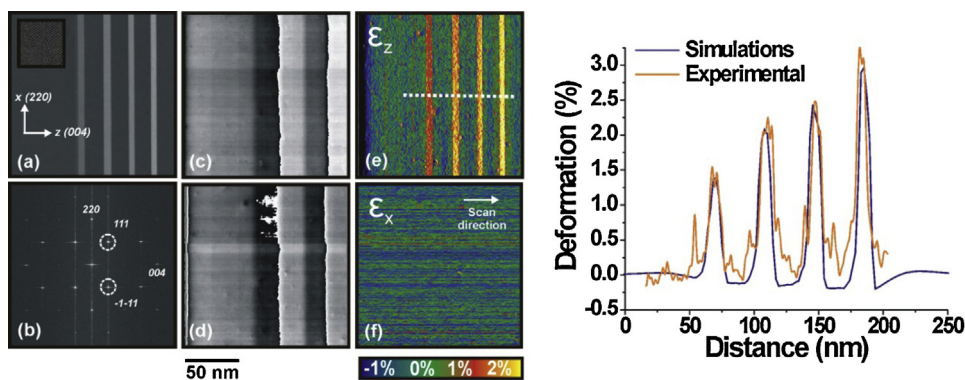 x (220)
z (004)
(a)
(c)
εz
(e)
220
111
004
-1-11
(b)
(d)
εx
Scan
direction
(f)
50 nm
-1% 0% 1% 2%
Simulations
Experimental
Deformation (%)
3.0
2.5
2.0
1.5
1.0
0.5
0.0
-0.5
0 50 100 150 200 250
Distance (nm)